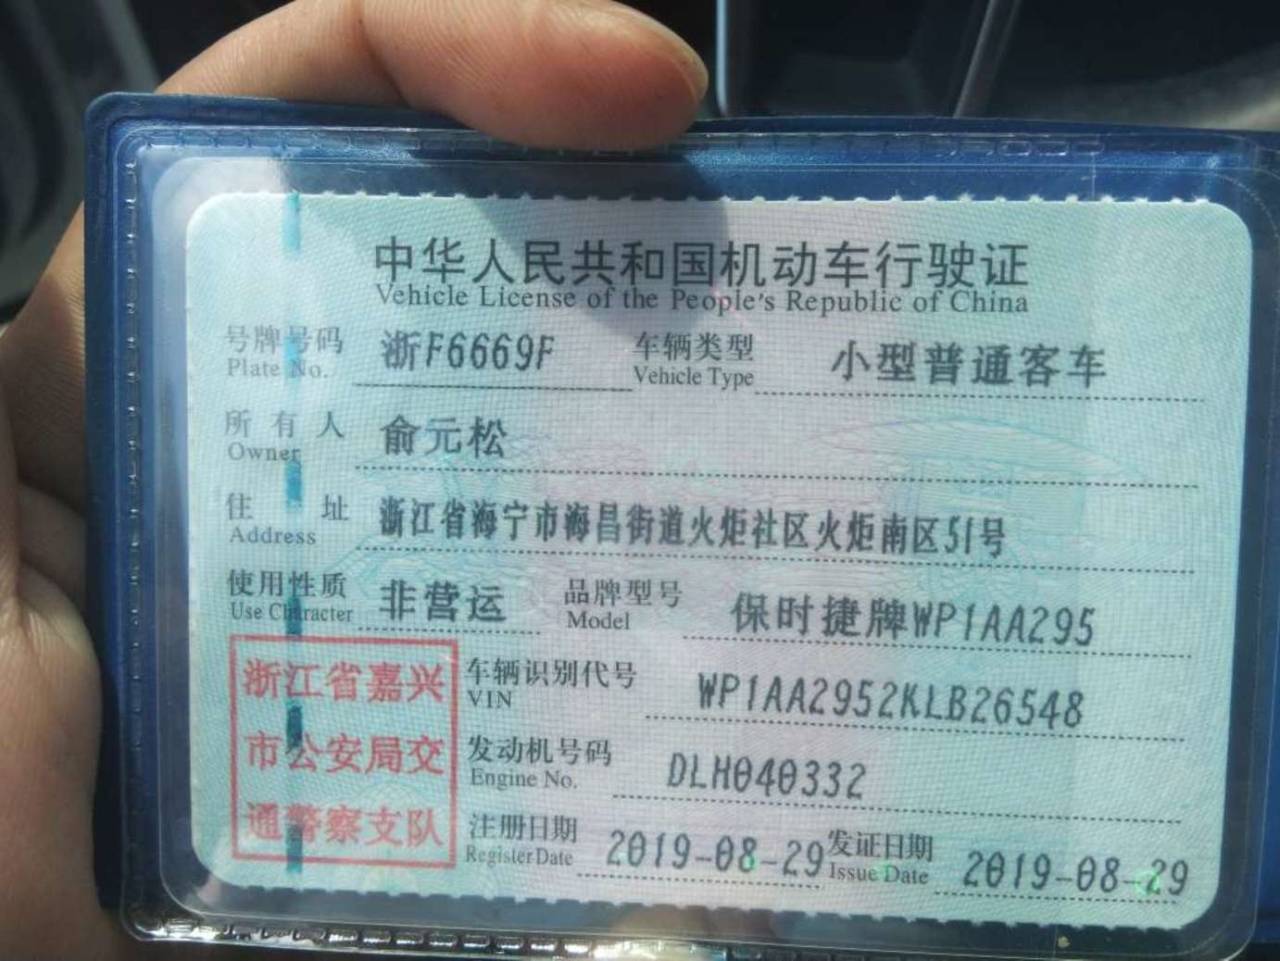 中华人民共和国机动车行驶证
Vehicle License of the People's Republic of China
号牌号码 浙F6669F 车辆类型 小型普通客车
Plate No. Vehicle Type
所有人 俞元松
Owner
住址 浙江省海宁市海昌街道火炬社区火炬南区51号
Address
使用性质 非营运 品牌型号 保时捷牌WP1AA295
Use Character Model
浙江省嘉兴
市公安局交
通警察支队
车辆识别代号 WP1AA2952KLB26548
VIN
发动机号码 DLH040332
Engine No.
注册日期 2019-08-29 发证日期 2019-08-29
Register Date Issue Date